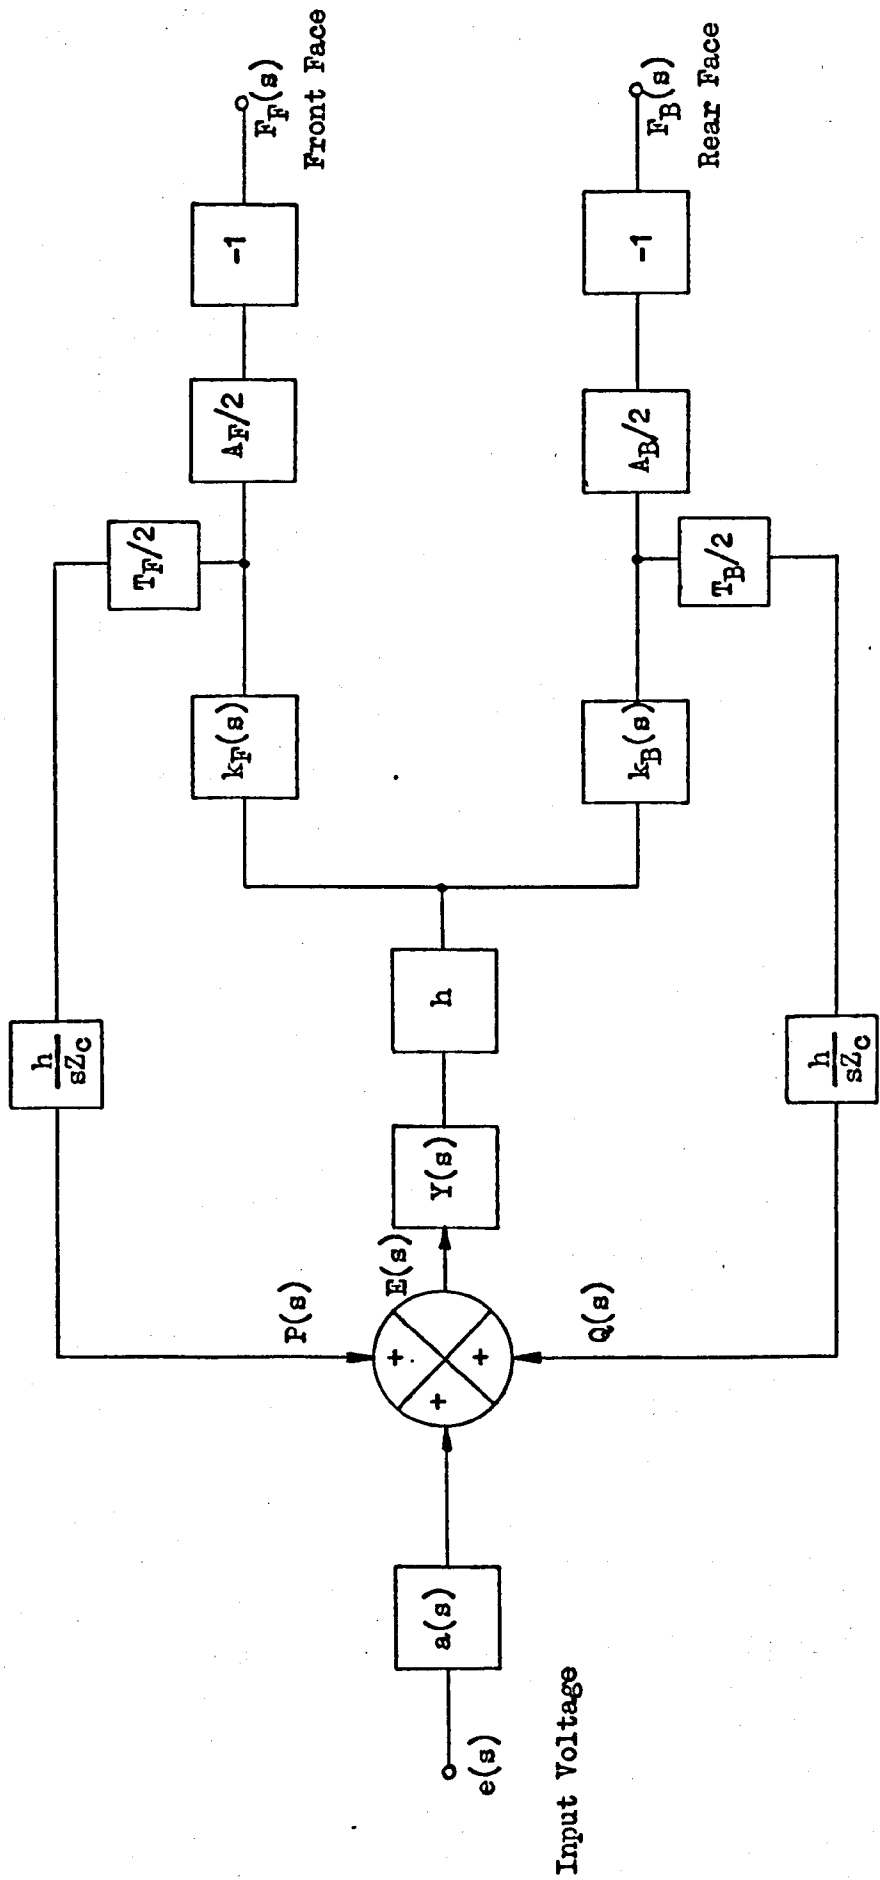 h
sZc
TF/2
kF(s)
AF/2
-1
FF(s)
Front Face
P(s)
E(s)
+
+
+
e(s)
Input Voltage
a(s)
Y(s)
h
Q(s)
kB(s)
AB/2
-1
FB(s)
Rear Face
TB/2
h
sZc